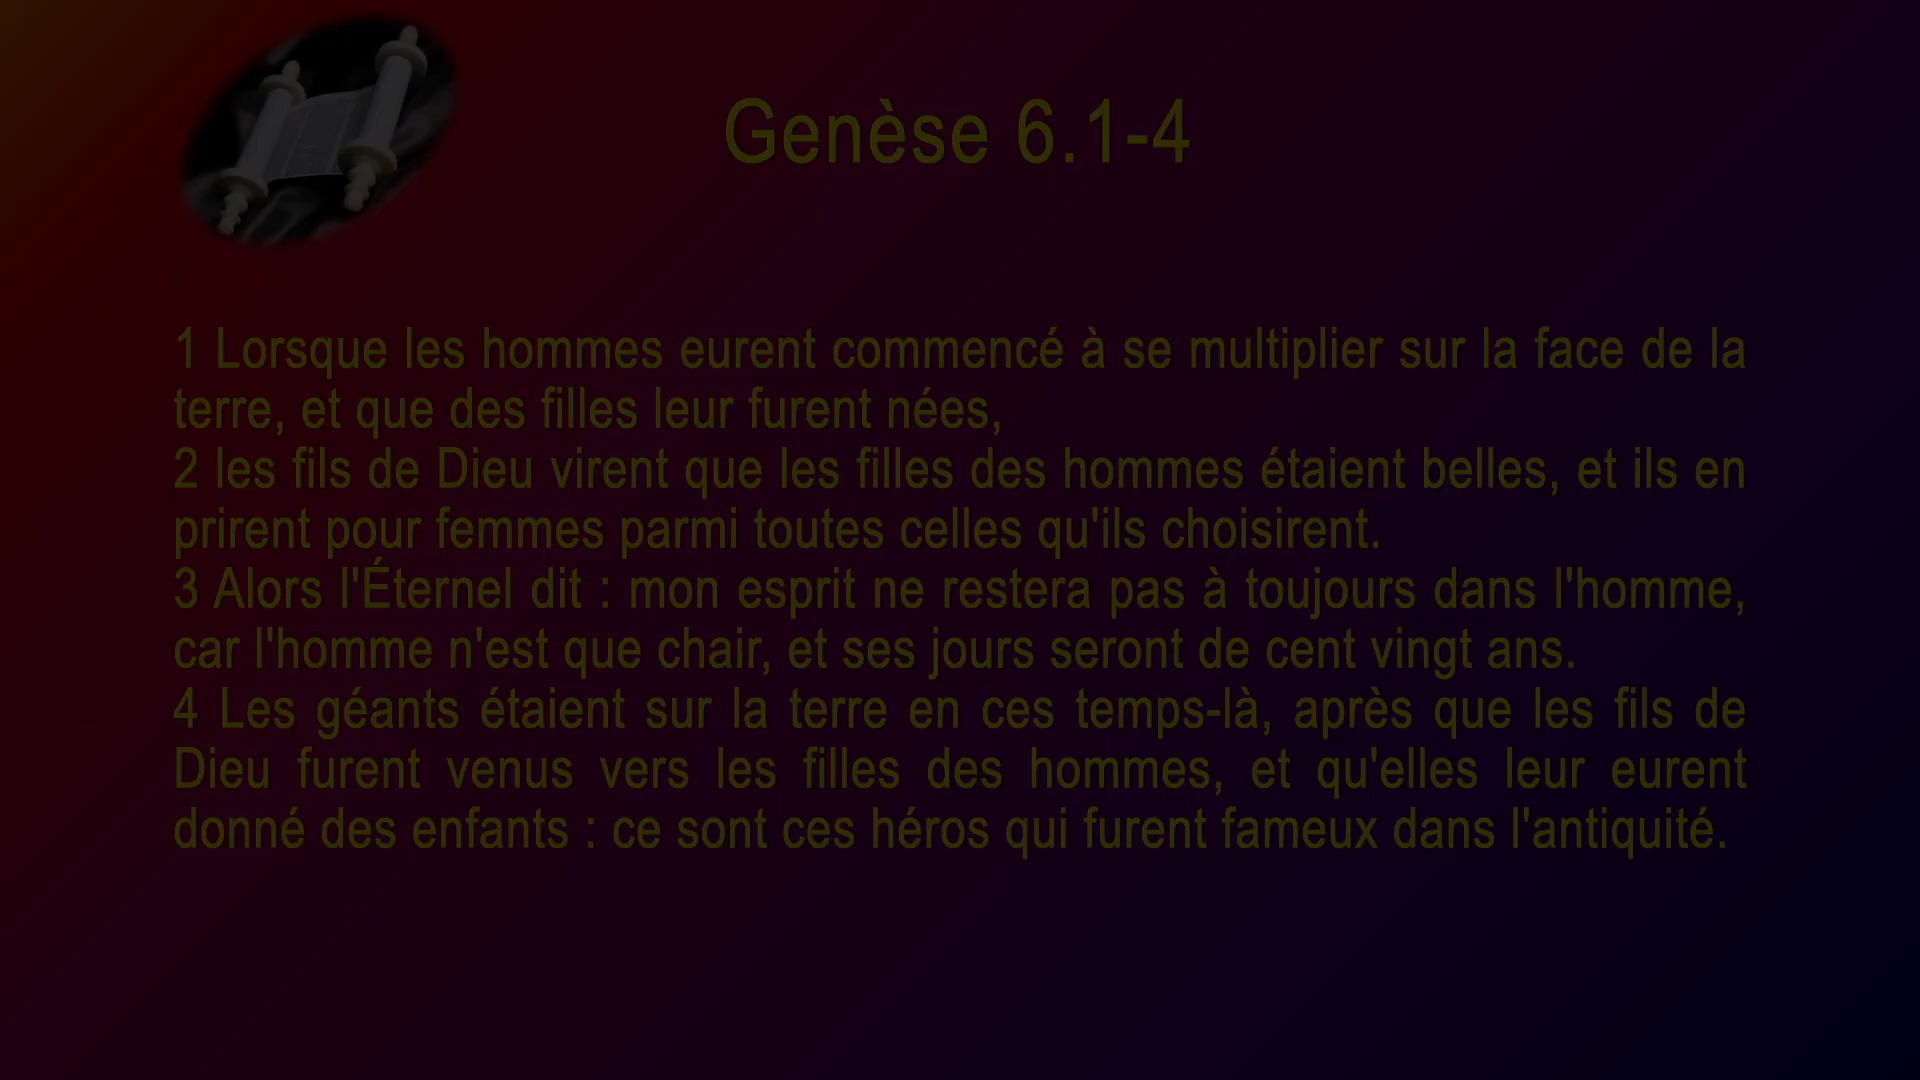 Genèse 6.1-4
1 Lorsque les hommes eurent commencé à se multiplier sur la face de la
terre, et que des filles leur furent nées,
2 les fils de Dieu virent que les filles des hommes étaient belles, et ils en
prirent pour femmes parmi toutes celles qu'ils choisirent.
3 Alors l'Éternel dit : mon esprit ne restera pas à toujours dans l'homme,
car l'homme n'est que chair, et ses jours seront de cent vingt ans.
4 Les géants étaient sur la terre en ces temps-là, après que les fils de
Dieu furent venus vers les filles des hommes, et qu'elles leur eurent
donné des enfants : ce sont ces héros qui furent fameux dans l'antiquité.